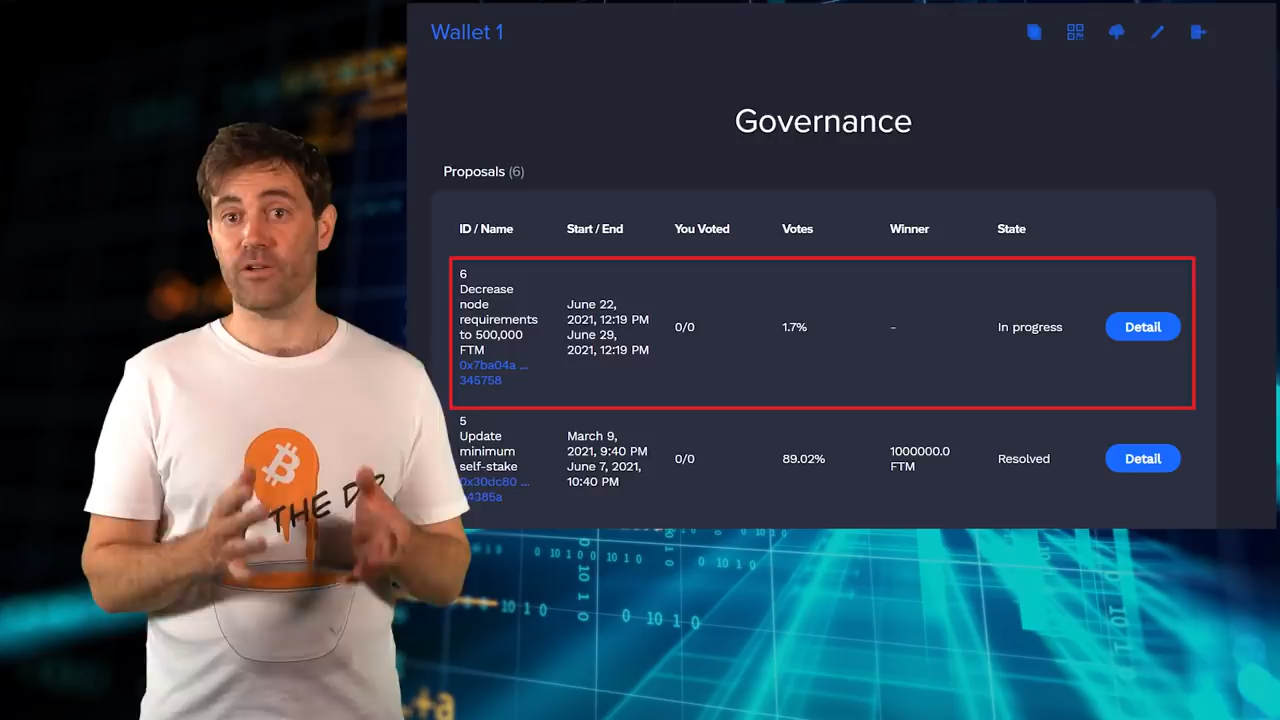 Wallet 1
Governance
Proposals (6)
ID / Name
Start / End
You Voted
Votes
Winner
State
6
Decrease
node
requirements
to 500,000
FTM
0x7ba04a ...
345758
June 22,
2021, 12:19 PM
June 29,
2021, 12:19 PM
0/0
1.7%
-
In progress
Detail
5
Update
minimum
self-stake
0x30dc80 ...
4385a
March 9,
2021, 9:40 PM
June 7, 2021,
10:40 PM
0/0
89.02%
1000000.0
FTM
Resolved
Detail
THE